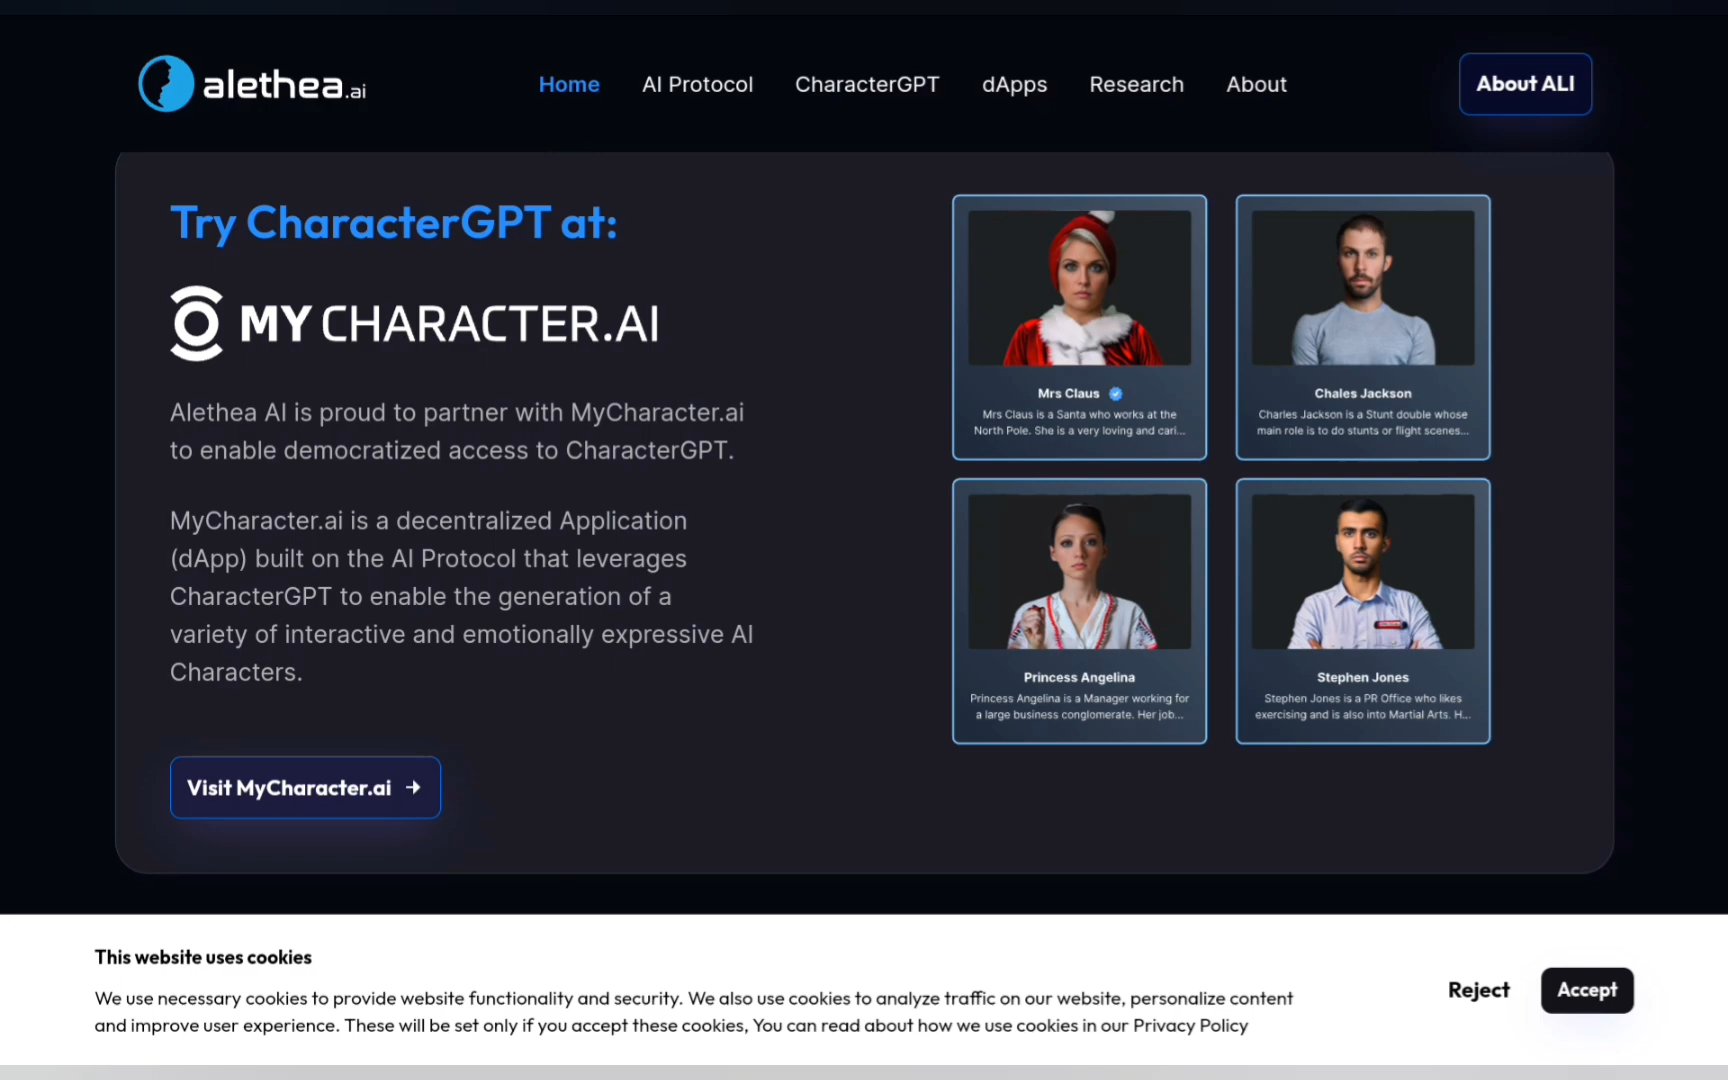 alethea.ai
Home
AI Protocol
CharacterGPT
dApps
Research
About
About ALI
Try CharacterGPT at:
MY CHARACTER.AI
Alethea AI is proud to partner with MyCharacter.ai
to enable democratized access to CharacterGPT.
MyCharacter.ai is a decentralized Application
(dApp) built on the AI Protocol that leverages
CharacterGPT to enable the generation of a
variety of interactive and emotionally expressive AI
Characters.
Visit MyCharacter.ai →
Mrs Claus
Mrs Claus is a Santa who works at the
North Pole. She is a very loving and cari...
Chales Jackson
Charles Jackson is a Stunt double whose
main role is to do stunts or flight scenes...
Princess Angelina
Princess Angelina is a Manager working for
a large business conglomerate. Her job...
Stephen Jones
Stephen Jones is a PR Office who likes
exercising and is also into Martial Arts. H...
This website uses cookies
We use necessary cookies to provide website functionality and security. We also use cookies to analyze traffic on our website, personalize content
and improve user experience. These will be set only if you accept these cookies, You can read about how we use cookies in our Privacy Policy
Reject
Accept